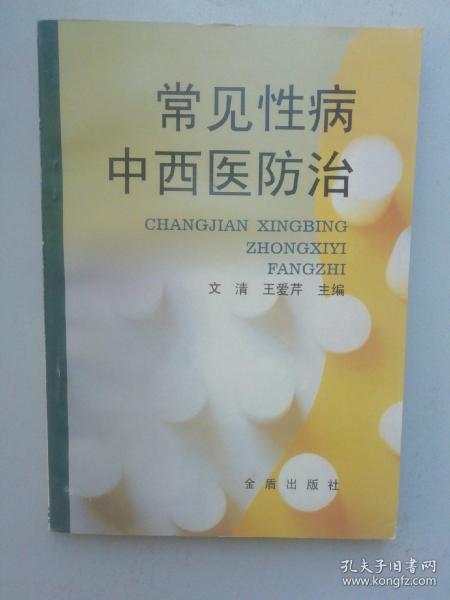 常见性病
中西医防治
CHANGJIAN XINGBING
ZHONGXIYI
FANGZHI
文清 王爱芹 主编
金盾出版社
孔夫子旧书网
www.kongfz.com